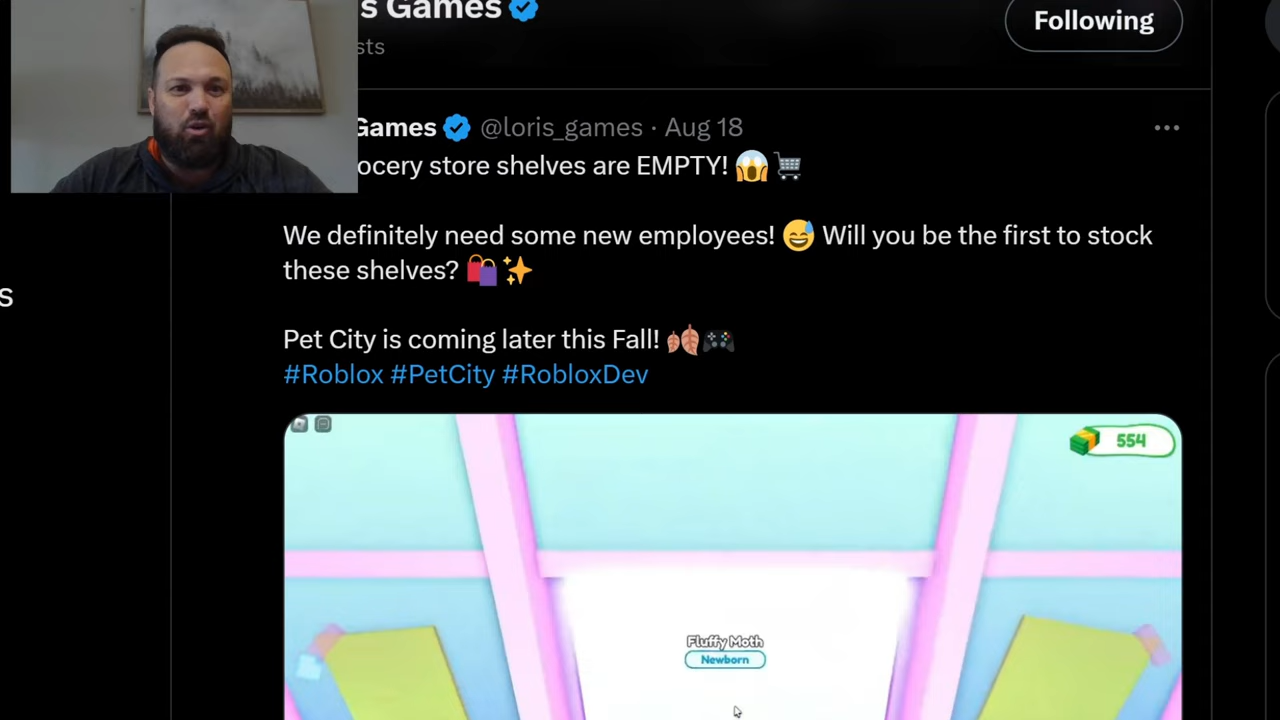 s Games
Following
sts
Games @loris_games · Aug 18
ocery store shelves are EMPTY! 😱🛒
We definitely need some new employees! 😅 Will you be the first to stock
these shelves? 🛍️✨
s
Pet City is coming later this Fall! 🍂🎮
#Roblox #PetCity #RobloxDev
554
Fluffy Moth
Newborn